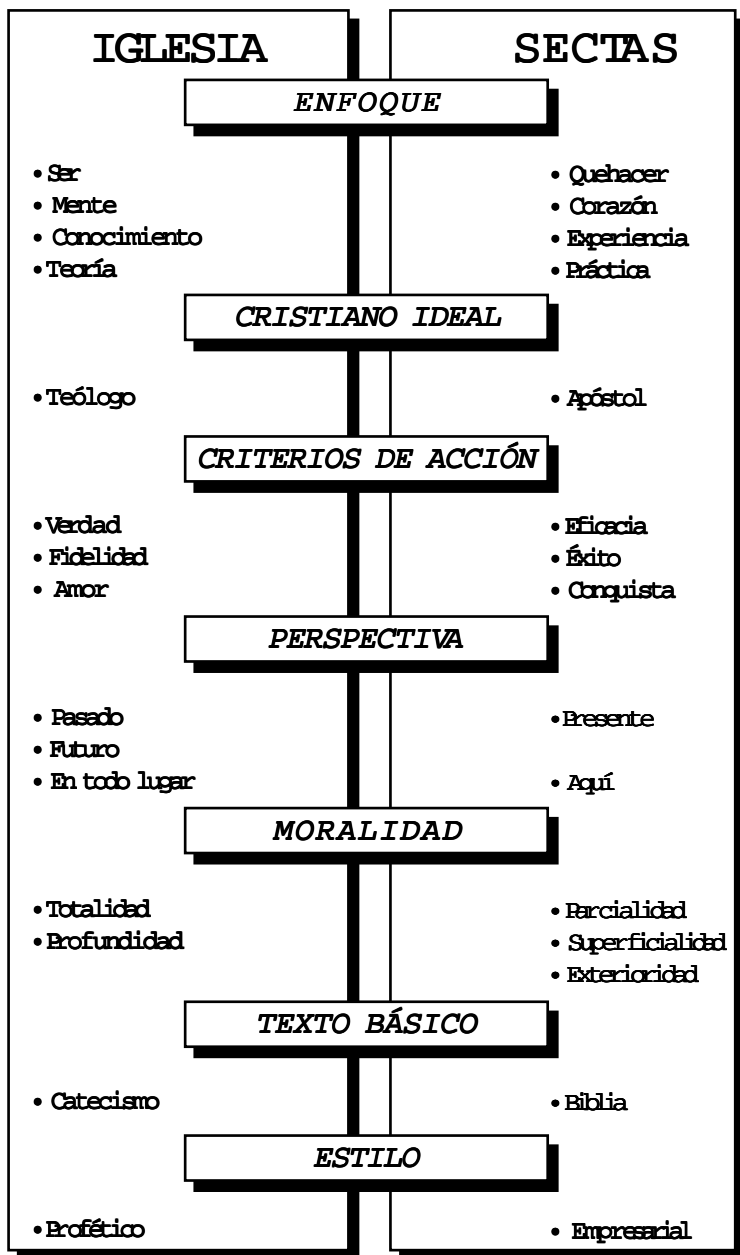 IGLESIA SECTAS
ENFOQUE
• Ser • Quehacer
• Mente • Corazón
• Conocimiento • Experiencia
• Teoría • Práctica
CRISTIANO IDEAL
• Teólogo • Apóstol
CRITERIOS DE ACCIÓN
• Verdad • Eficacia
• Fidelidad • Éxito
• Amor • Conquista
PERSPECTIVA
• Pasado • Presente
• Futuro
• En todo lugar • Aquí
MORALIDAD
• Totalidad • Parcialidad
• Profundidad • Superficialidad
• Exterioridad
TEXTO BÁSICO
• Catecismo • Biblia
ESTILO
• Profético • Empresarial